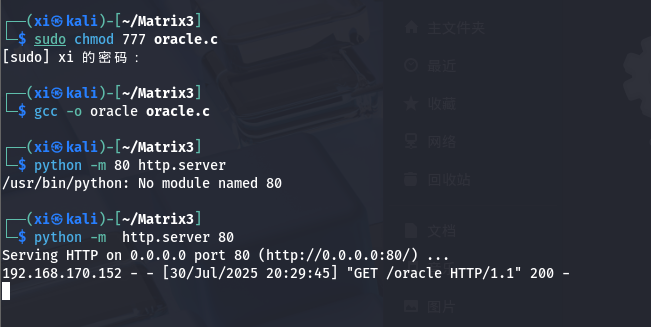 ┌──(xi㉿kali)-[~/Matrix3]
└─$ sudo chmod 777 oracle.c
[sudo] xi 的密码：
┌──(xi㉿kali)-[~/Matrix3]
└─$ gcc -o oracle oracle.c
┌──(xi㉿kali)-[~/Matrix3]
└─$ python -m 80 http.server
/usr/bin/python: No module named 80
┌──(xi㉿kali)-[~/Matrix3]
└─$ python -m  http.server 80
Serving HTTP on 0.0.0.0 port 80 (http://0.0.0.0:80/) ...
192.168.170.152 - - [30/Jul/2025 20:29:45] "GET /oracle HTTP/1.1" 200 -
主文件夹
最近
收藏
网络
回收站
文档
图片